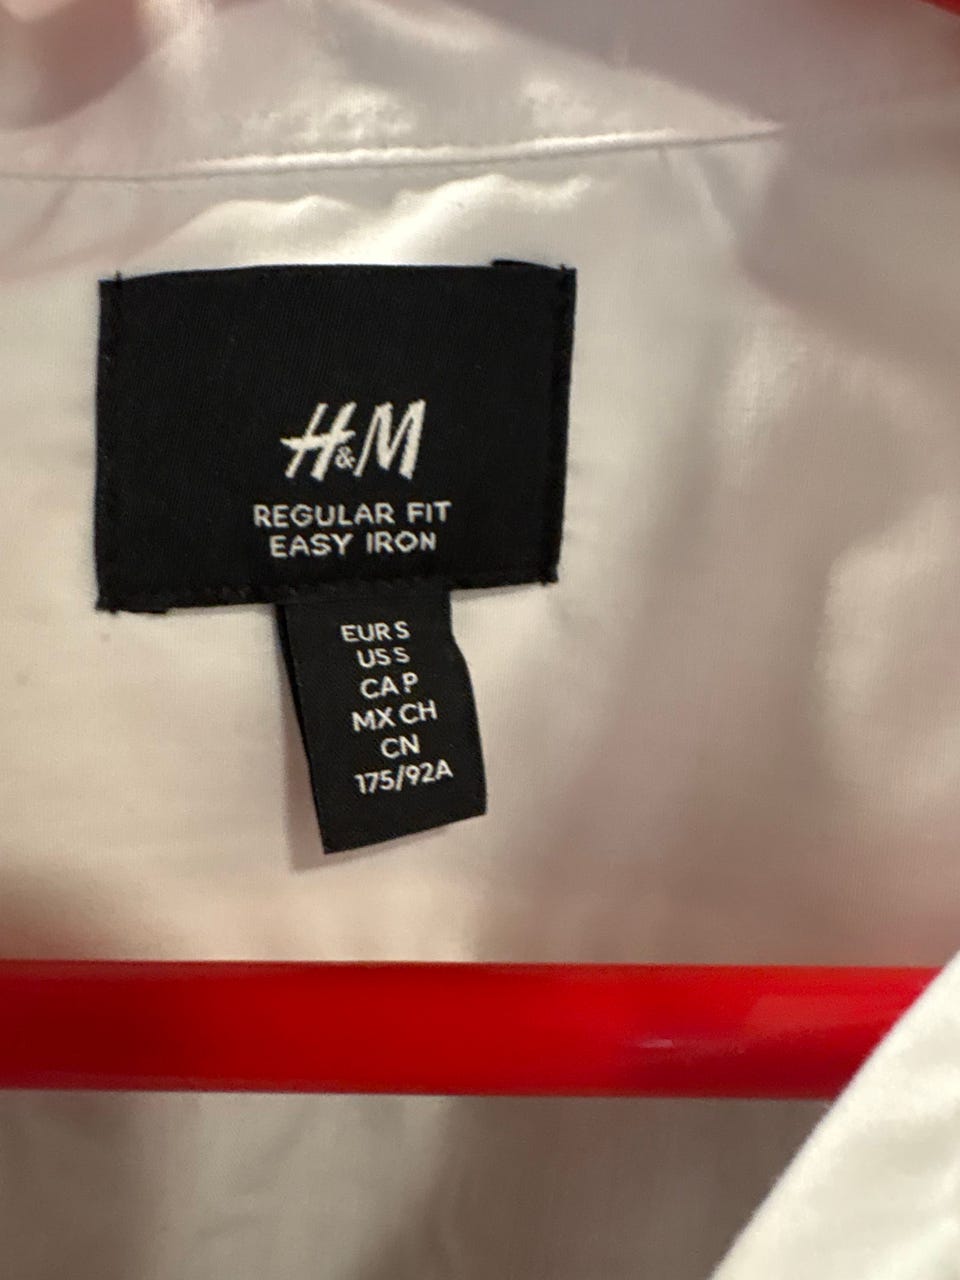 H&M
REGULAR FIT
EASY IRON
EUR S
US S
CA P
MX CH
CN
175/92A